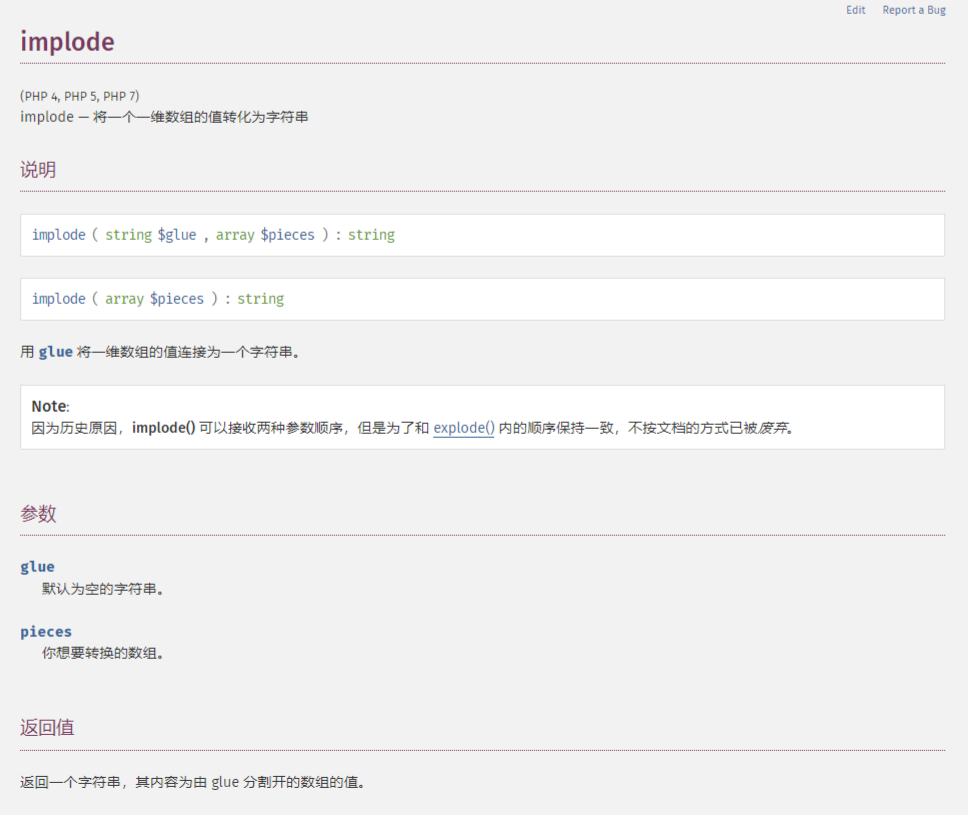 Edit Report a Bug
implode
(PHP 4, PHP 5, PHP 7)
implode — 将一个一维数组的值转化为字符串
说明
implode ( string $glue , array $pieces ) : string
implode ( array $pieces ) : string
用 glue 将一维数组的值连接为一个字符串。
Note:
因为历史原因，implode() 可以接收两种参数顺序，但是为了和 explode() 内的顺序保持一致，不按文档的方式已被废弃。
参数
glue
默认为空的字符串。
pieces
你想要转换的数组。
返回值
返回一个字符串，其内容为由 glue 分割开的数组的值。